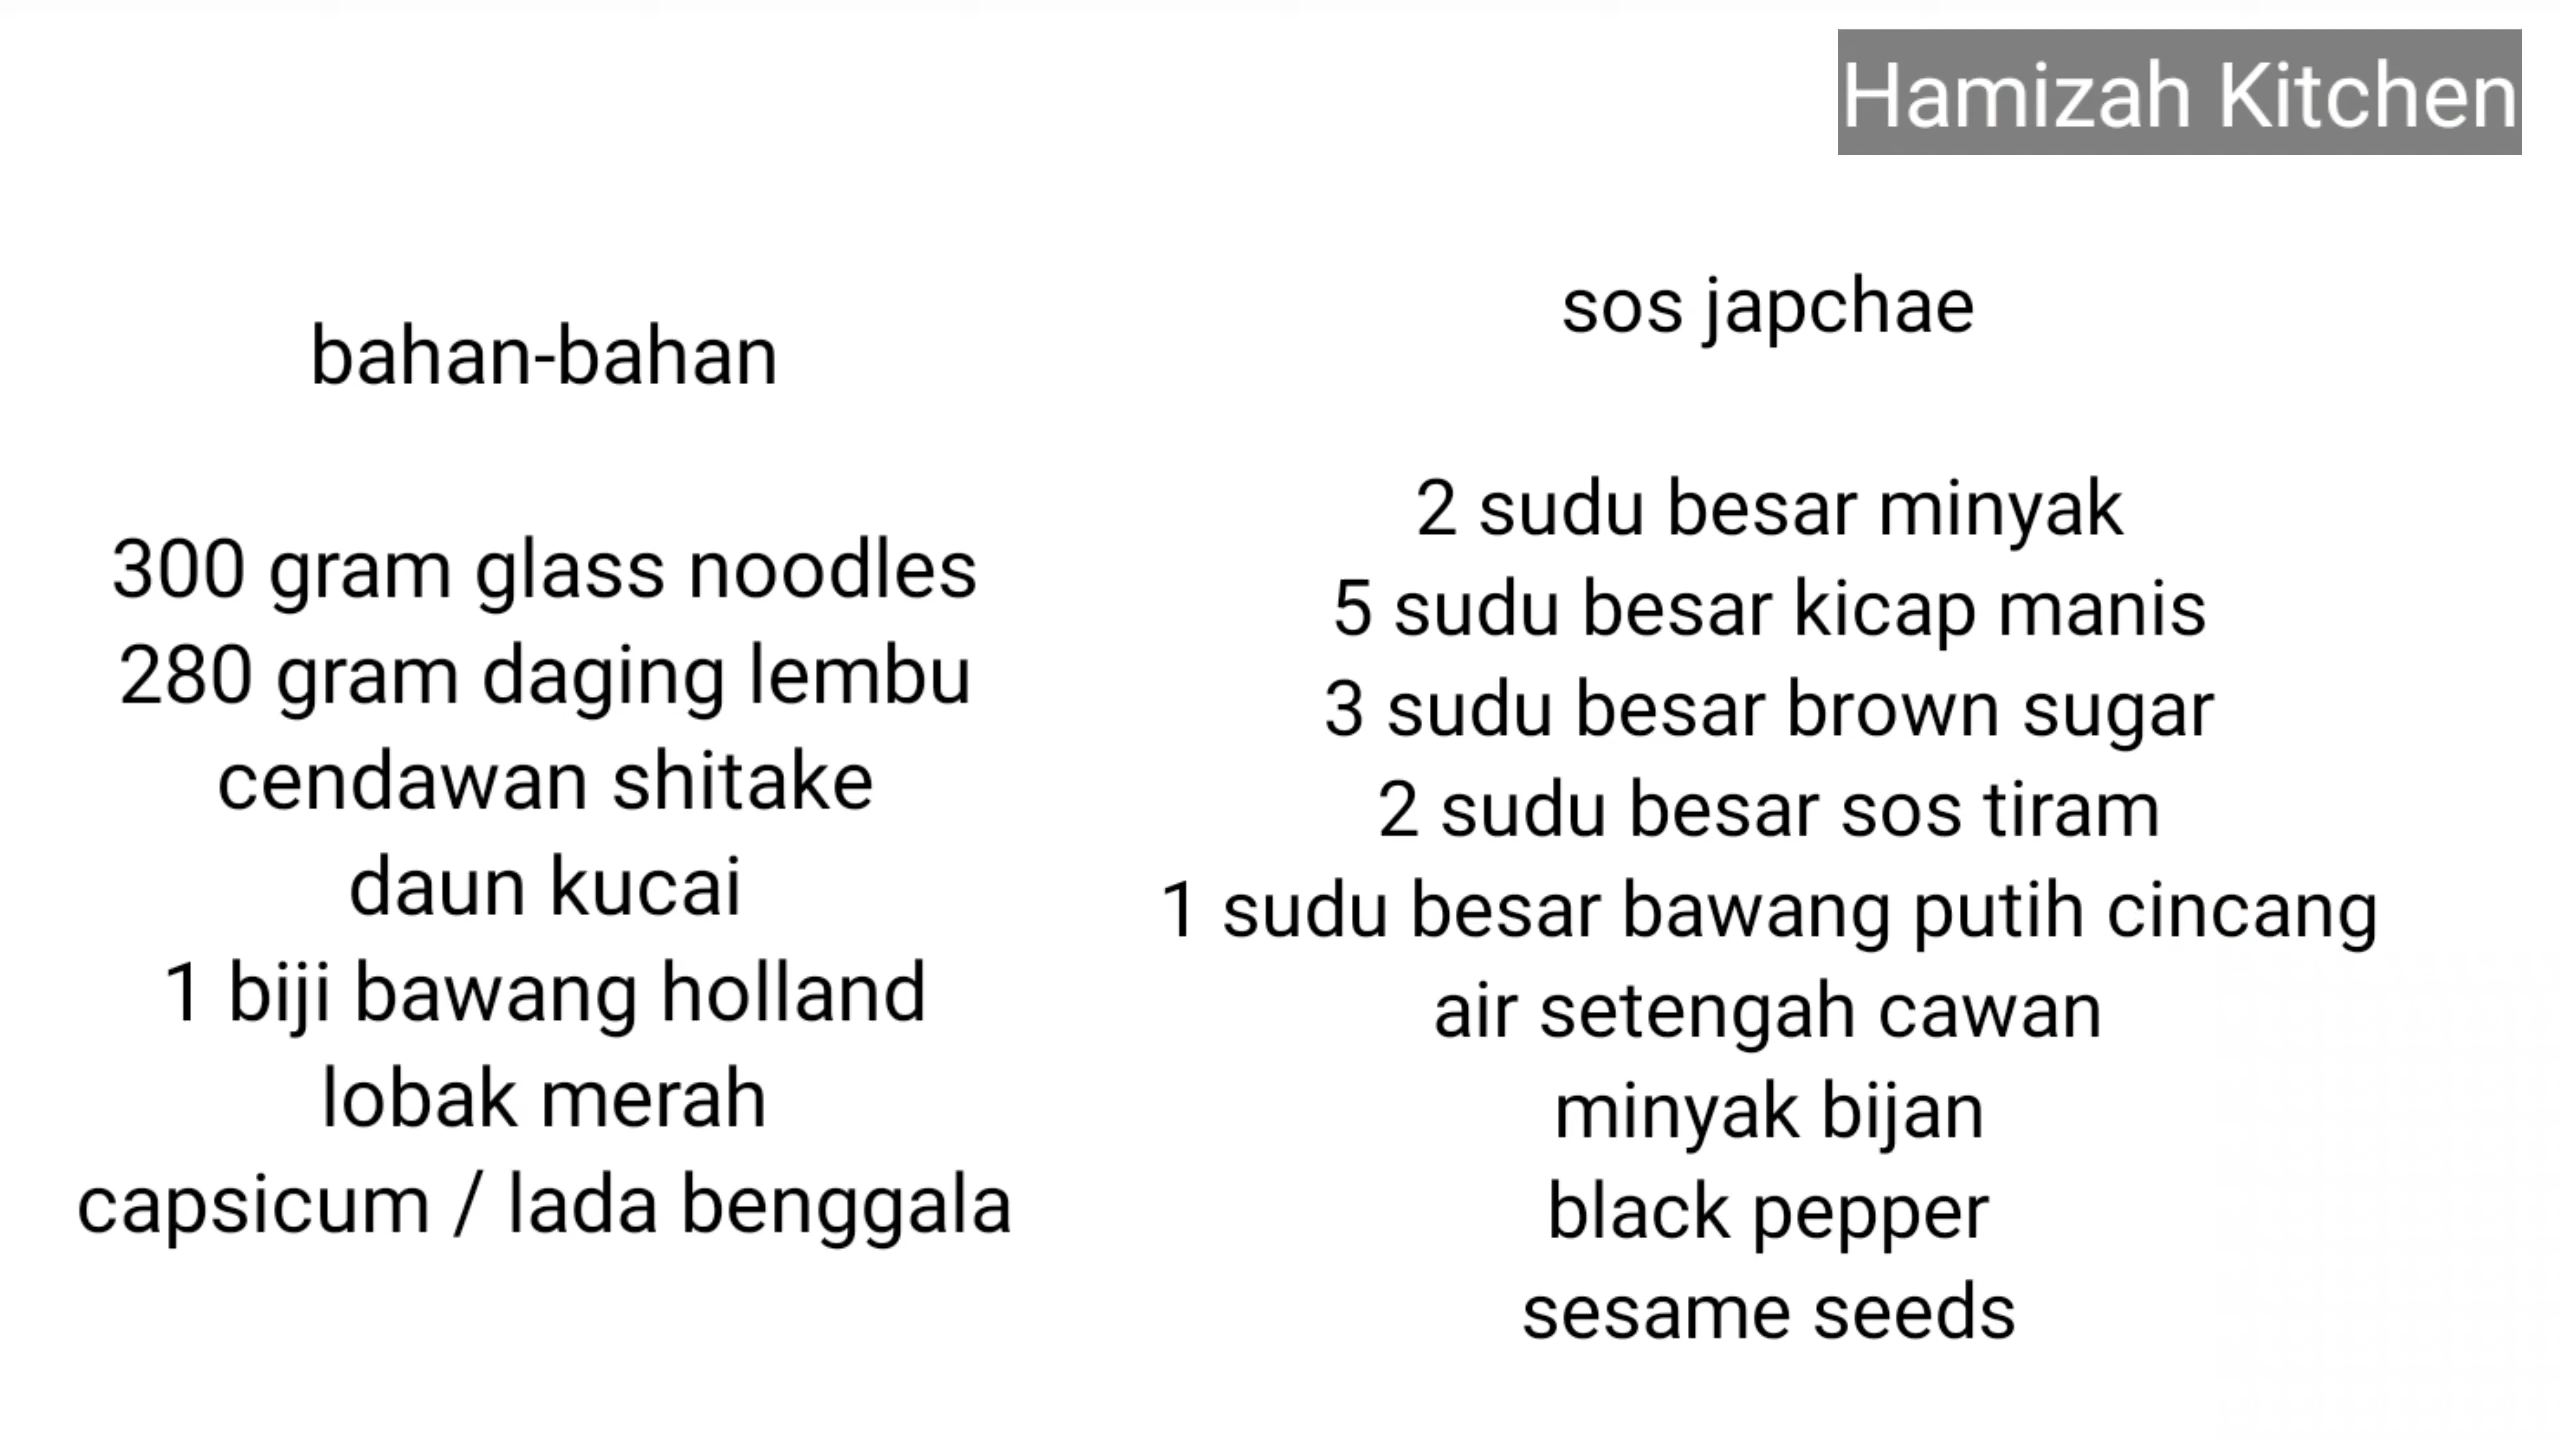 Hamizah Kitchen
bahan-bahan
300 gram glass noodles
280 gram daging lembu
cendawan shitake
daun kucai
1 biji bawang holland
lobak merah
capsicum / lada benggala
sos japchae
2 sudu besar minyak
5 sudu besar kicap manis
3 sudu besar brown sugar
2 sudu besar sos tiram
1 sudu besar bawang putih cincang
air setengah cawan
minyak bijan
black pepper
sesame seeds